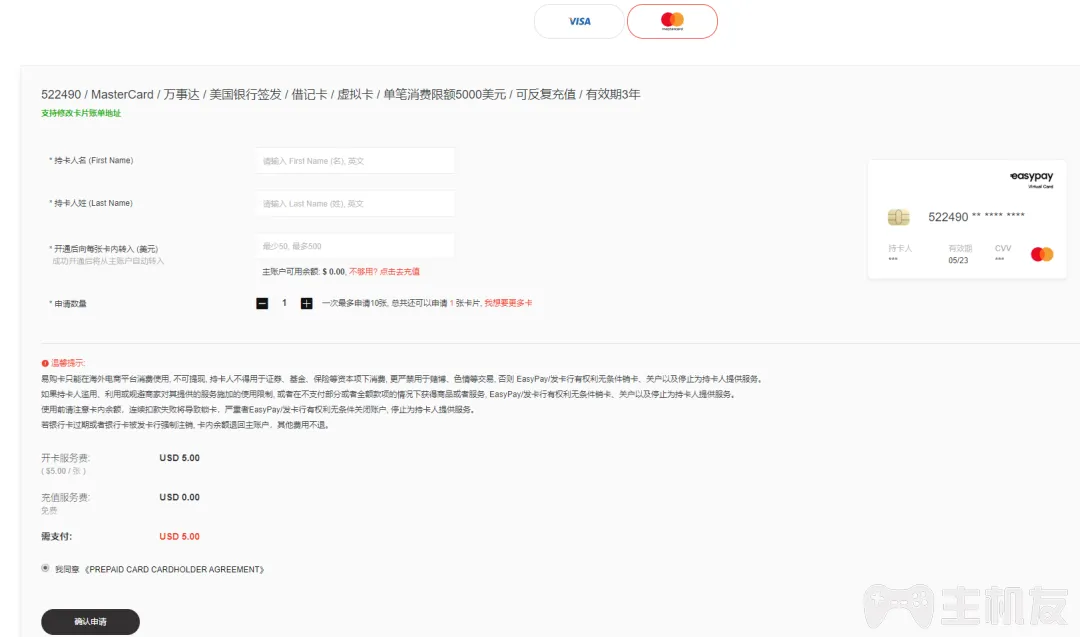 VISA
mastercard
522490 / MasterCard / 万事达 / 美国银行签发 / 借记卡 / 虚拟卡 / 单笔消费限额5000美元 / 可反复充值 / 有效期3年
支持修改卡片账单地址
* 持卡人名 (First Name)
请输入 First Name (名), 英文
* 持卡人姓 (Last Name)
请输入 Last Name (姓), 英文
* 开通后向每张卡内转入 (美元)
成功开通后将从主账户自动转入
最少50, 最多500
主账户可用余额: $ 0.00, 不够用? 点击去充值
* 申请数量
1
一次最多申请10张, 总共还可以申请 1 张卡片, 我想要更多卡
easypay
Virtual Card
522490 ** **** ****
持卡人
有效期
CVV
***
05/23
***
温馨提示:
易购卡只能在海外电商平台消费使用, 不可提现, 持卡人不得用于证券、基金、保险等资本项下消费, 更严禁用于赌博、色情等交易, 否则 EasyPay/发卡行有权利无条件销卡、关户以及停止为持卡人提供服务。
如果持卡人滥用、利用或规避商家对其提供的服务施加的使用限制, 或者在不支付部分或者全额款项的情况下获得商品或者服务, EasyPay/发卡行有权利无条件销卡、关户以及停止为持卡人提供服务。
使用前请注意卡内余额，连续扣款失败将导致锁卡，严重者EasyPay/发卡行有权利无条件关闭账户, 停止为持卡人提供服务。
若银行卡过期或者银行卡被发卡行强制注销, 卡内余额退回主账户，其他费用不退。
开卡服务费:
USD 5.00
( $5.00 / 张 )
充值服务费:
USD 0.00
免费
需支付:
USD 5.00
我同意 《PREPAID CARD CARDHOLDER AGREEMENT》
确认申请
主机友